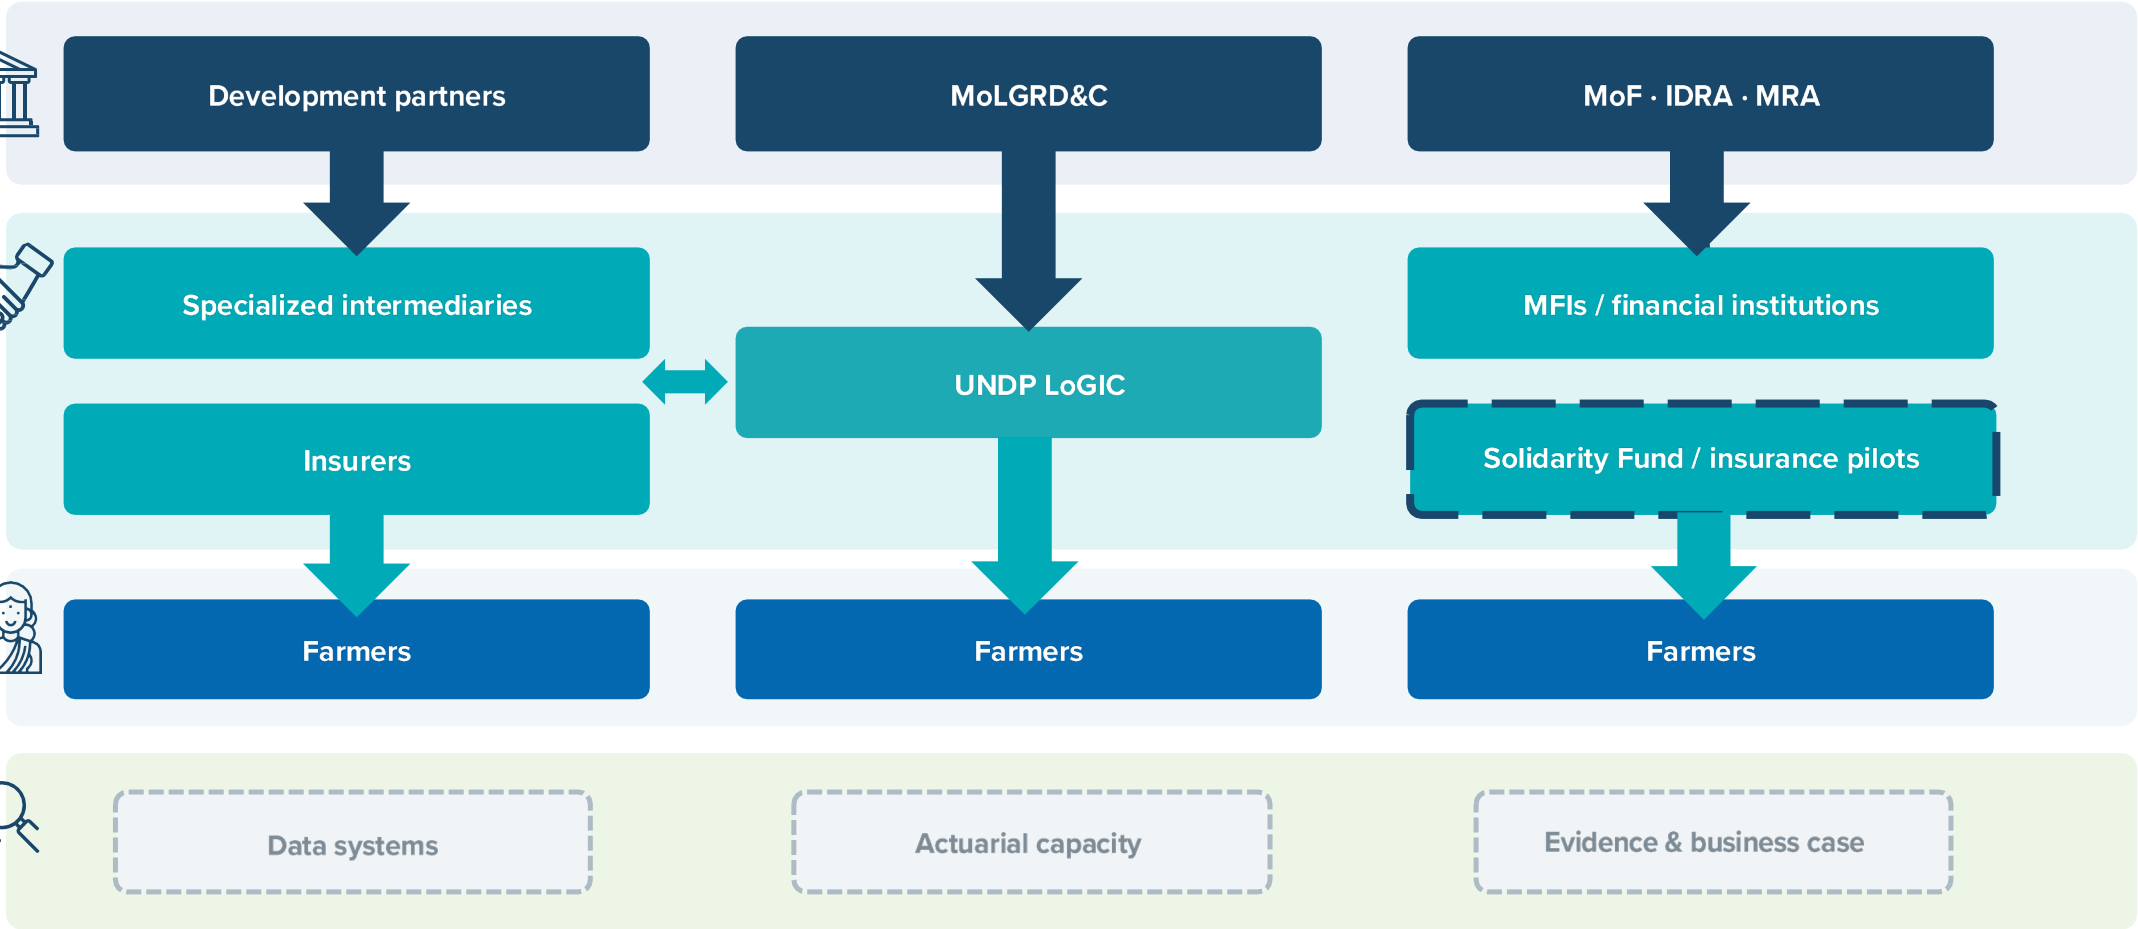 Development partners
MoLGRD&C
MoF · IDRA · MRA
Specialized intermediaries
MFIs / financial institutions
UNDP LoGIC
Insurers
Solidarity Fund / insurance pilots
Farmers
Farmers
Farmers
Data systems
Actuarial capacity
Evidence & business case